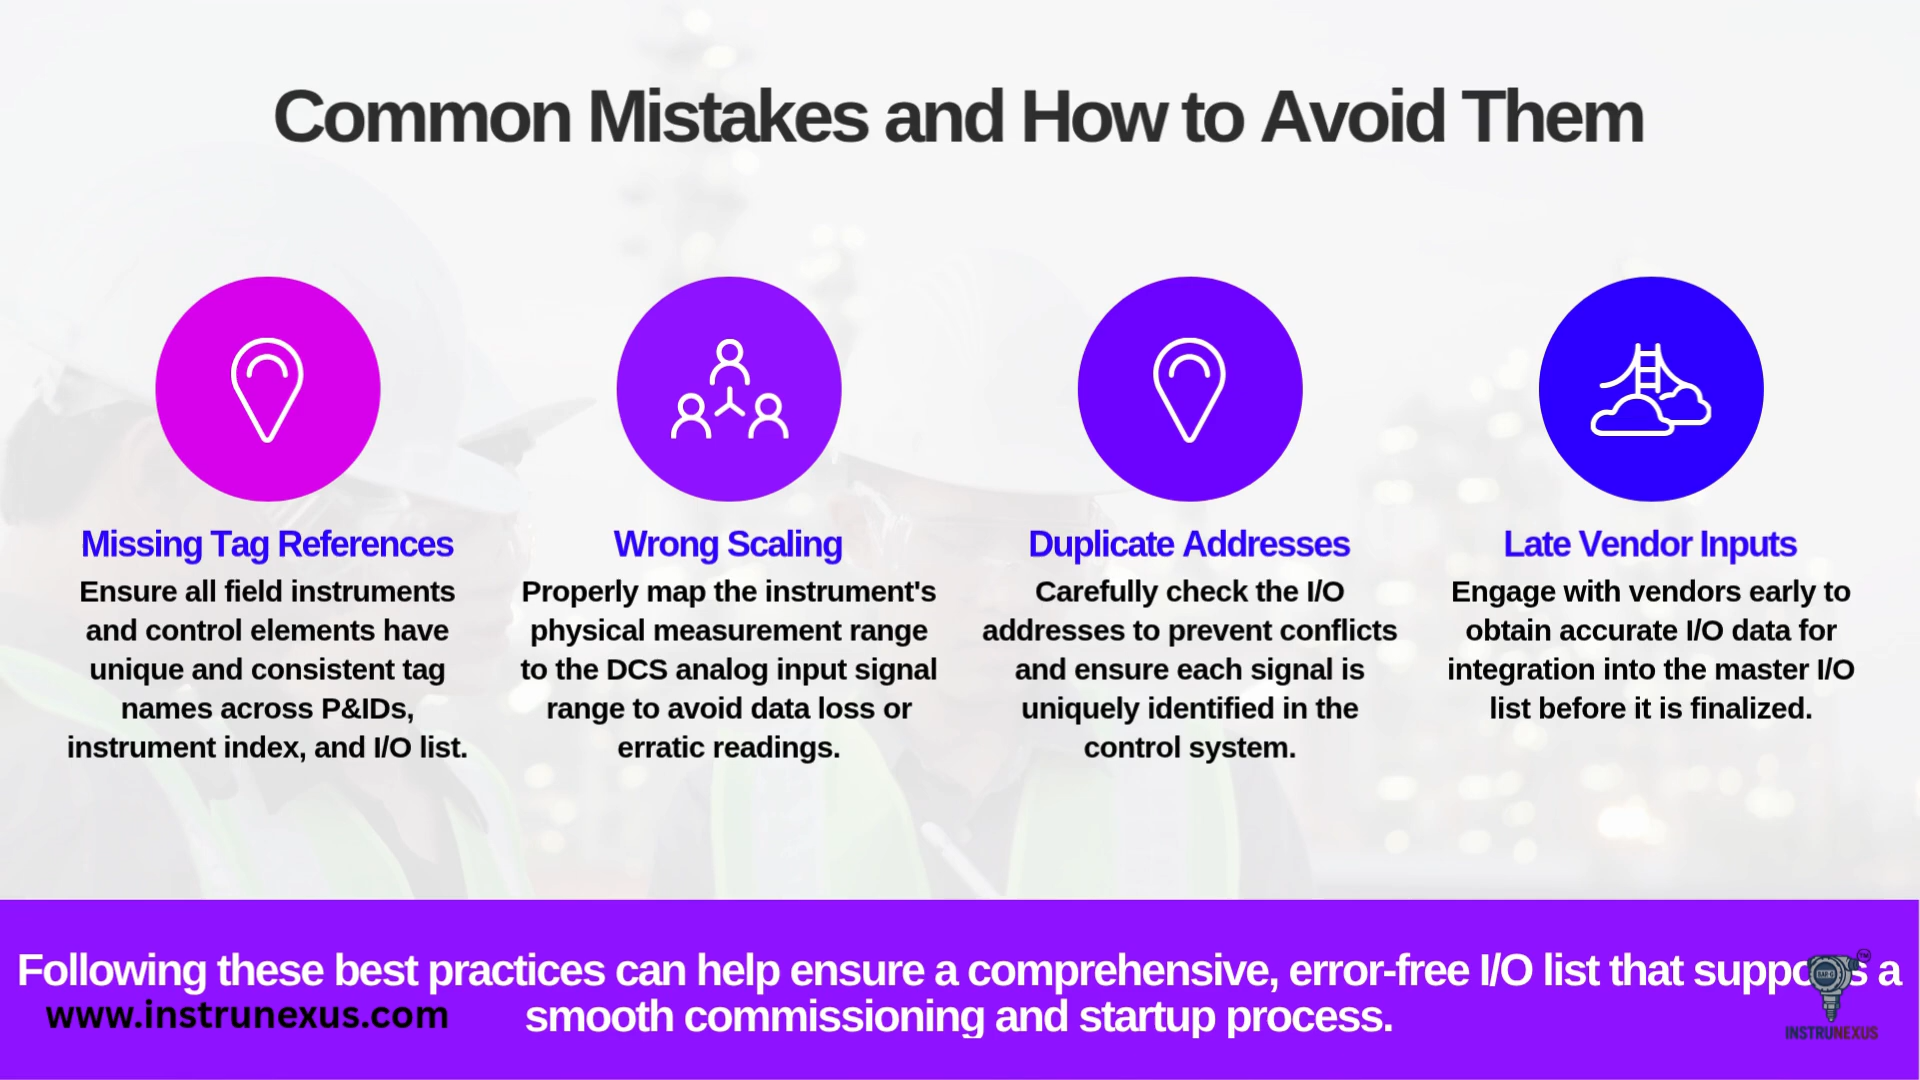 Common Mistakes and How to Avoid Them
Missing Tag References
Ensure all field instruments
and control elements have
unique and consistent tag
names across P&IDs,
instrument index, and I/O list.
Wrong Scaling
Properly map the instrument's
physical measurement range
to the DCS analog input signal
range to avoid data loss or
erratic readings.
Duplicate Addresses
Carefully check the I/O
addresses to prevent conflicts
and ensure each signal is
uniquely identified in the
control system.
Late Vendor Inputs
Engage with vendors early to
obtain accurate I/O data for
integration into the master I/O
list before it is finalized.
Following these best practices can help ensure a comprehensive, error-free I/O list that supports a
smooth commissioning and startup process.
www.instrunexus.com
TM
INSTRUNEXUS